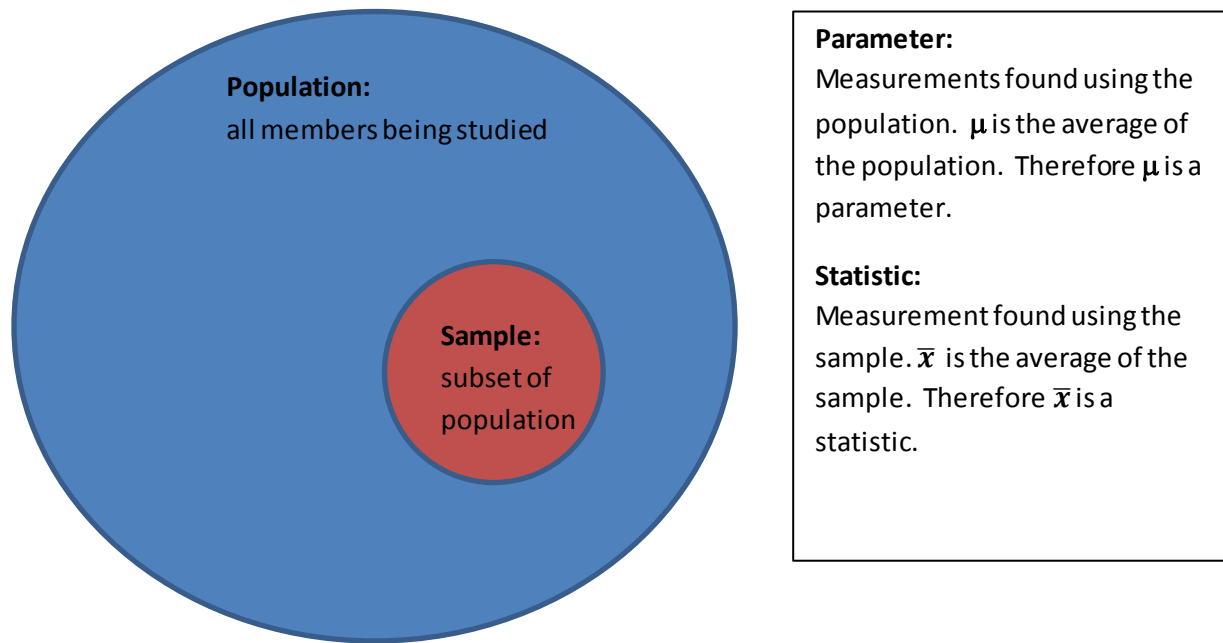 Population:
all members being studied
Sample:
subset of
population
Parameter:
Measurements found using the
population. μ is the average of
the population. Therefore μ is a
parameter.
Statistic:
Measurement found using the
sample. x̅ is the average of the
sample. Therefore x̅ is a
statistic.